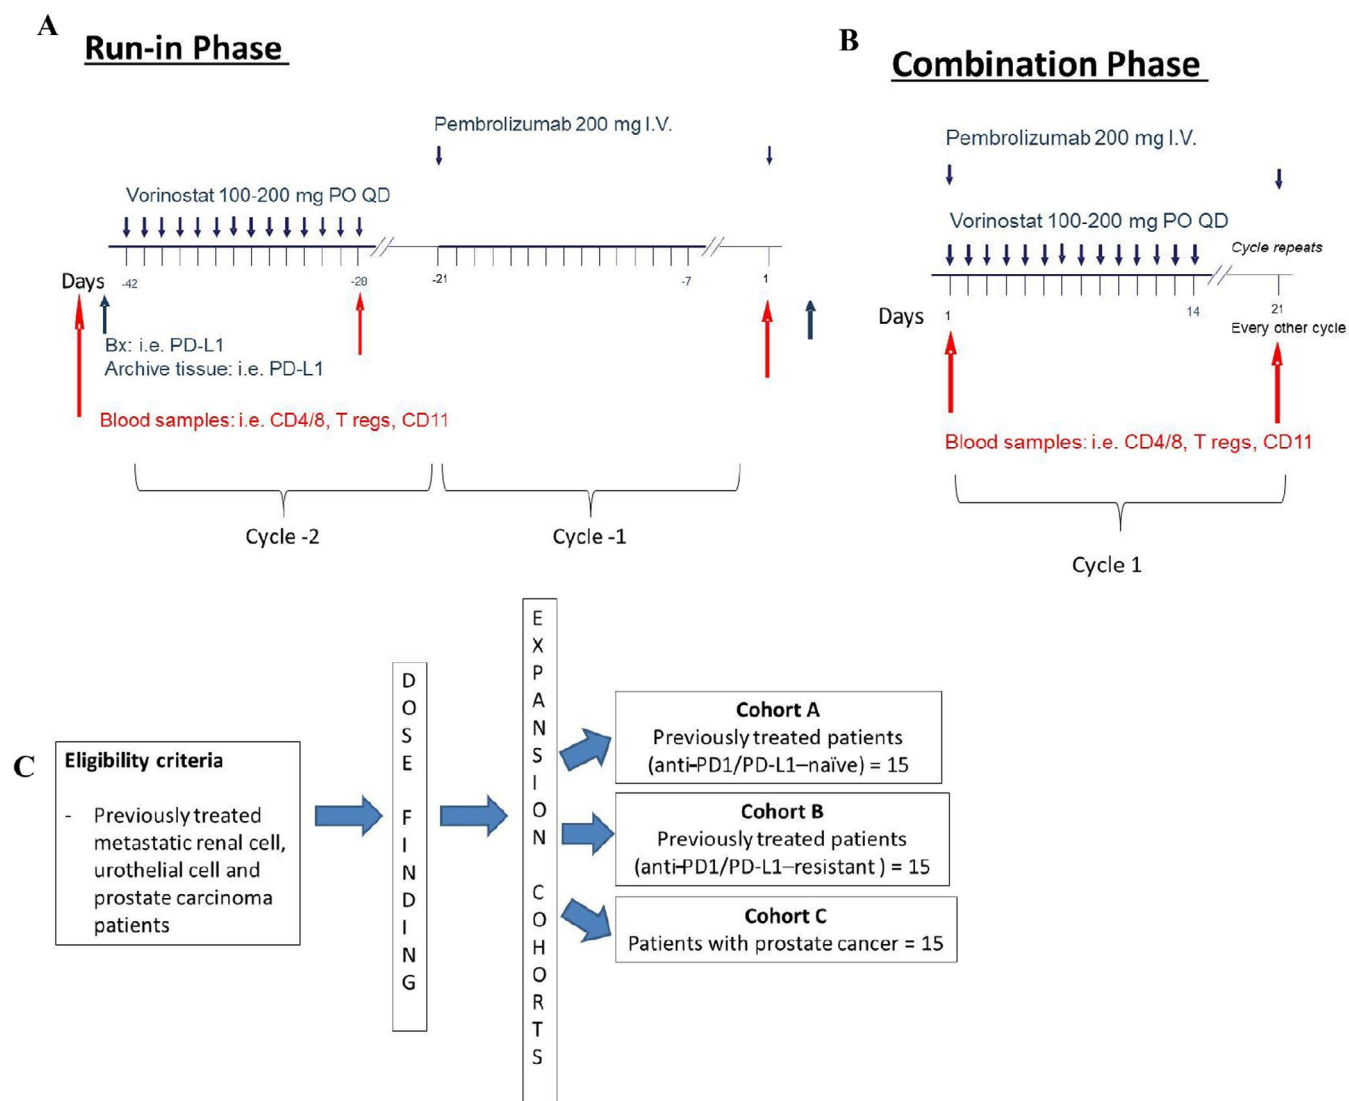 A
Run-in Phase
Pembrolizumab 200 mg I.V.
Vorinostat 100-200 mg PO QD
Days
-42
-28
-21
-7
1
Bx: i.e. PD-L1
Archive tissue: i.e. PD-L1
Blood samples: i.e. CD4/8, T regs, CD11
Cycle -2
Cycle -1
B
Combination Phase
Pembrolizumab 200 mg I.V.
Vorinostat 100-200 mg PO QD
Cycle repeats
Days
1
14
21
Every other cycle
Blood samples: i.e. CD4/8, T regs, CD11
Cycle 1
C
Eligibility criteria
- Previously treated
metastatic renal cell,
urothelial cell and
prostate carcinoma
patients
DOSE FINDING
EXPANSION COHORTS
Cohort A
Previously treated patients
(anti-PD1/PD-L1–naïve) = 15
Cohort B
Previously treated patients
(anti-PD1/PD-L1–resistant ) = 15
Cohort C
Patients with prostate cancer = 15